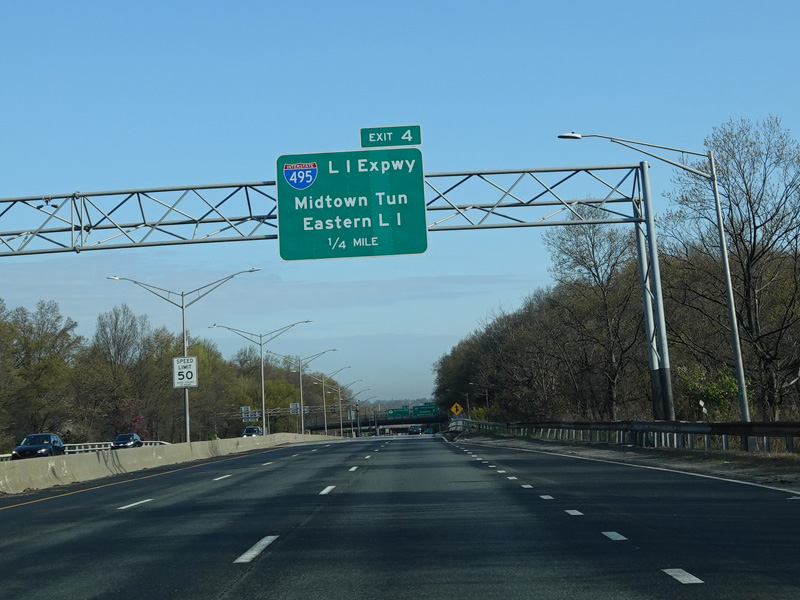 EXIT 4
INTERSTATE
495
L I Expwy
Midtown Tun
Eastern L I
1/4 MILE
SPEED
LIMIT
50